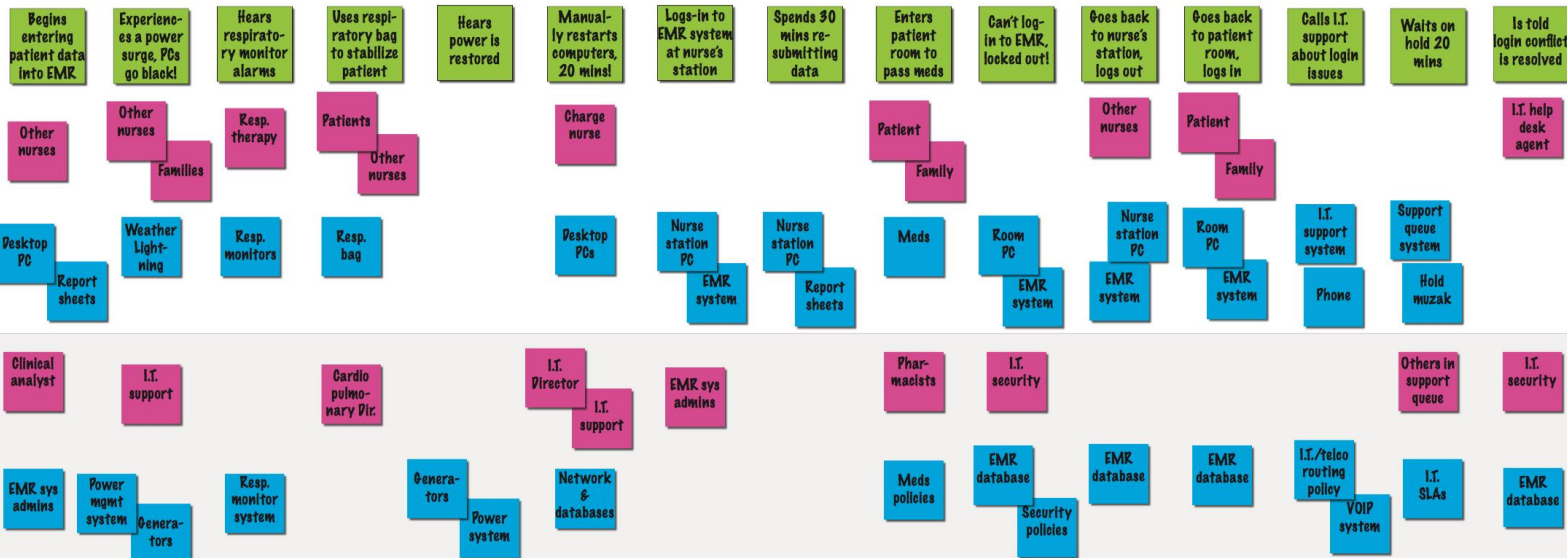 Begins
entering
patient data
into EMR
Experienc-
es a power
surge, PCs
go black!
Hears
respirato-
ry monitor
alarms
Uses respi-
ratory bag
to stabilize
patient
Hears
power is
restored
Manual-
ly restarts
computers,
20 mins!
Logs-in to
EMR system
at nurse's
station
Spends 30
mins re-
submitting
data
Enters
patient
room to
pass meds
Can't log-
in to EMR,
locked out!
Goes back
to nurse's
station,
logs out
Goes back
to patient
room,
logs in
Calls I.T.
support
about login
issues
Waits on
hold 20
mins
Is told
login conflict
is resolved
Other
nurses
Other
nurses
Families
Resp.
therapy
Patients
Other
nurses
Charge
nurse
Patient
Family
Other
nurses
Patient
Family
I.T. help
desk
agent
Desktop
PC
Report
sheets
Weather
Light-
ning
Resp.
monitors
Resp.
bag
Desktop
PCs
Nurse
station
PC
EMR
system
Nurse
station
PC
Report
sheets
Meds
Room
PC
EMR
system
Nurse
station
PC
EMR
system
Room
PC
EMR
system
I.T.
support
system
Phone
Support
queue
system
Hold
muzak
Clinical
analyst
I.T.
support
Cardio
pulmo-
nary Dir.
I.T.
Director
I.T.
support
EMR sys
admins
Phar-
macists
I.T.
security
Others in
support
queue
I.T.
security
EMR sys
admins
Power
mgmt
system
Genera-
tors
Resp.
monitor
system
Genera-
tors
Power
system
Network
&
databases
Meds
policies
EMR
database
Security
policies
EMR
database
EMR
database
I.T./telco
routing
policy
VOIP
system
I.T.
SLAs
EMR
database